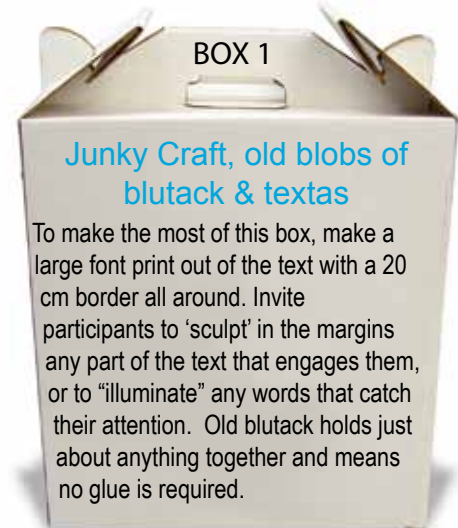 BOX 1
Junky Craft, old blobs of
blutack & textas
To make the most of this box, make a
large font print out of the text with a 20
cm border all around. Invite
participants to ‘sculpt’ in the margins
any part of the text that engages them,
or to “illuminate” any words that catch
their attention.  Old blutack holds just
about anything together and means
no glue is required.